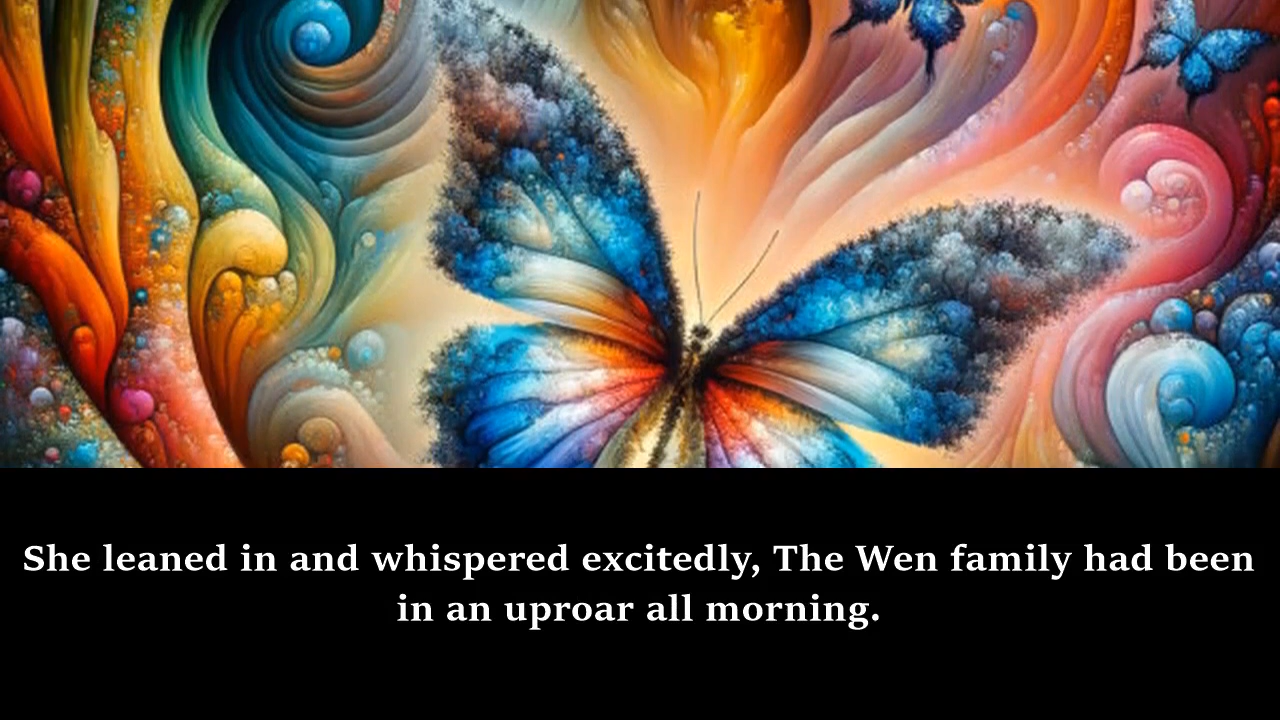 She leaned in and whispered excitedly, The Wen family had been
in an uproar all morning.